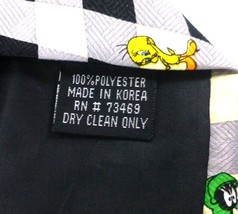 100% POLYESTER
MADE IN KOREA
RN # 73469
DRY CLEAN ONLY